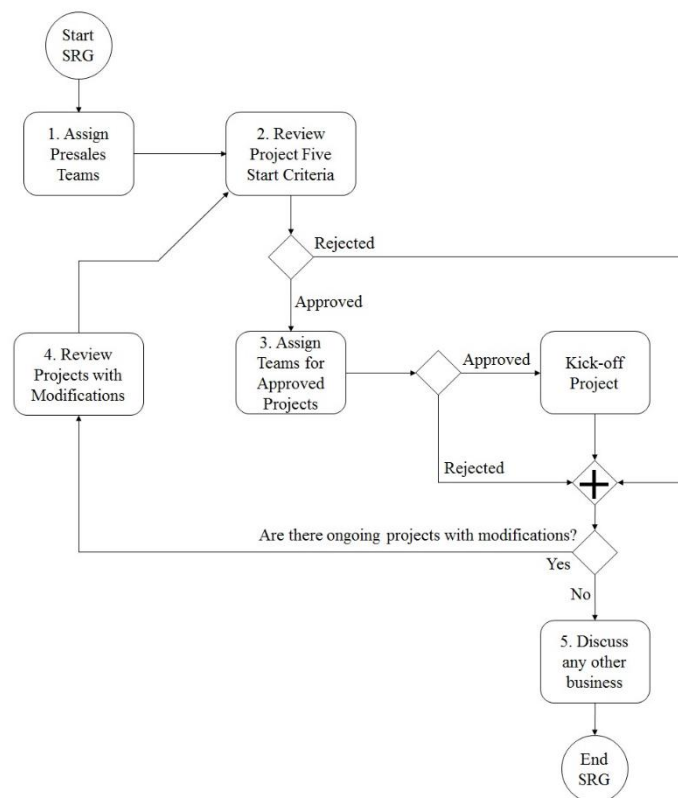 Start
SRG
1. Assign
Presales
Teams
2. Review
Project Five
Start Criteria
Rejected
Approved
4. Review
Projects with
Modifications
3. Assign
Teams for
Approved
Projects
Approved
Kick-off
Project
Rejected
Are there ongoing projects with modifications?
Yes
No
5. Discuss
any other
business
End
SRG